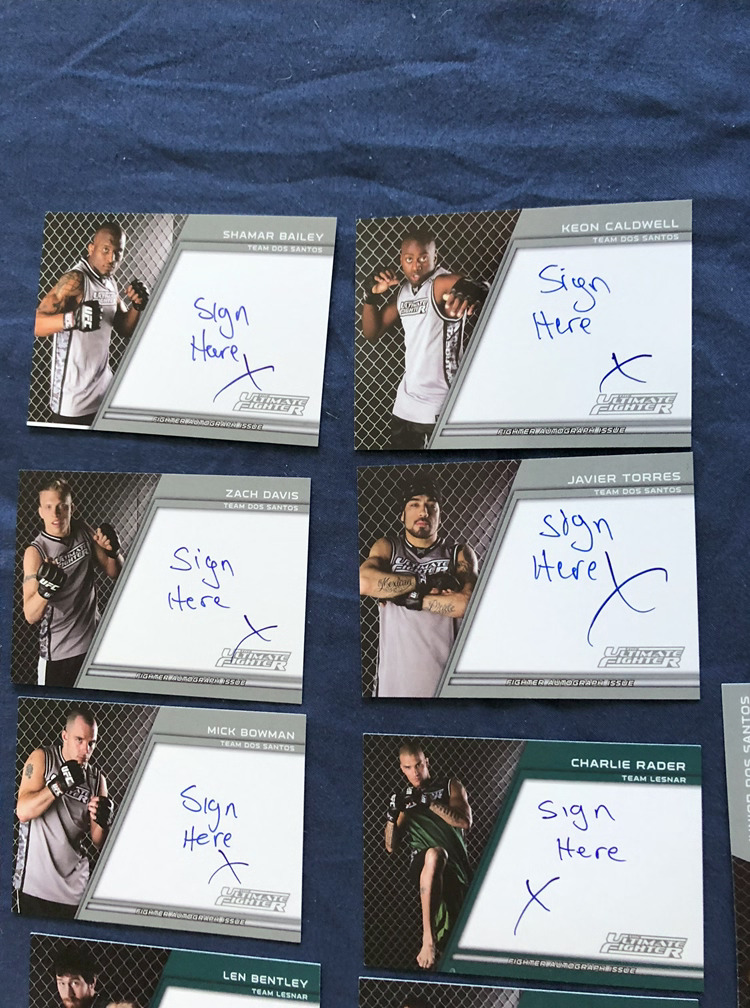 SHAMAR BAILEY
TEAM DOS SANTOS
Sign
Here
X
ULTIMATE
FIGHTER
FIGHTER AUTOGRAPH ISSUE
KEON CALDWELL
TEAM DOS SANTOS
Sign
Here
X
ULTIMATE
FIGHTER
FIGHTER AUTOGRAPH ISSUE
ZACH DAVIS
TEAM DOS SANTOS
Sign
Here
X
ULTIMATE
FIGHTER
FIGHTER AUTOGRAPH ISSUE
JAVIER TORRES
TEAM DOS SANTOS
Sign
Here
X
ULTIMATE
FIGHTER
FIGHTER AUTOGRAPH ISSUE
MICK BOWMAN
TEAM DOS SANTOS
Sign
Here
X
ULTIMATE
FIGHTER
FIGHTER AUTOGRAPH ISSUE
CHARLIE RADER
TEAM LESNAR
Sign
Here
X
ULTIMATE
FIGHTER
FIGHTER AUTOGRAPH ISSUE
LEN BENTLEY
TEAM LESNAR
DOS SANTOS